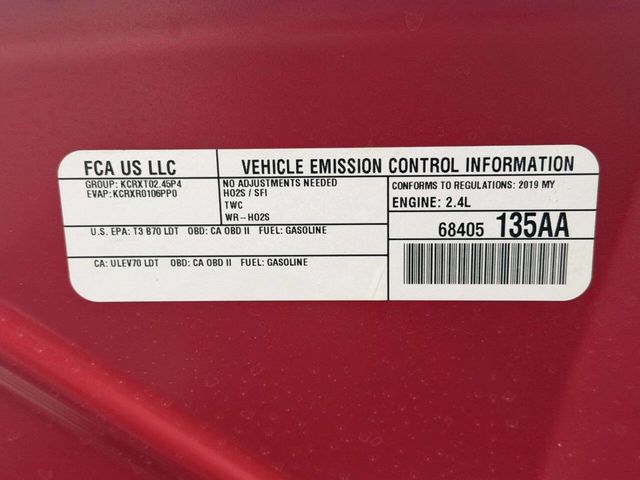 FCA US LLC
VEHICLE EMISSION CONTROL INFORMATION
GROUP: KCRXT02.45P4
EVAP: KCRXR0106PP0
NO ADJUSTMENTS NEEDED
HO2S / SFI
TWC
WR-HO2S
CONFORMS TO REGULATIONS: 2019 MY
ENGINE: 2.4L
U.S. EPA: T3 B70 LDT OBD: CA OBD II FUEL: GASOLINE
68405 135AA
CA: ULEV70 LDT OBD: CA OBD II FUEL: GASOLINE